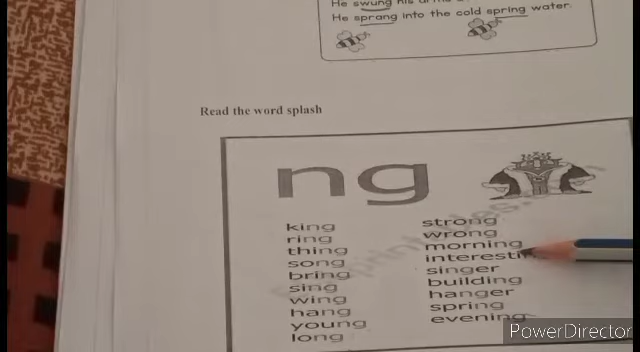 He swung his
He sprang into the cold spring water.
Read the word splash
ng
king
ring
thing
song
bring
sing
wing
hang
young
long
strong
wrong
morning
interesti
singer
building
hanger
spring
evening
PowerDirector